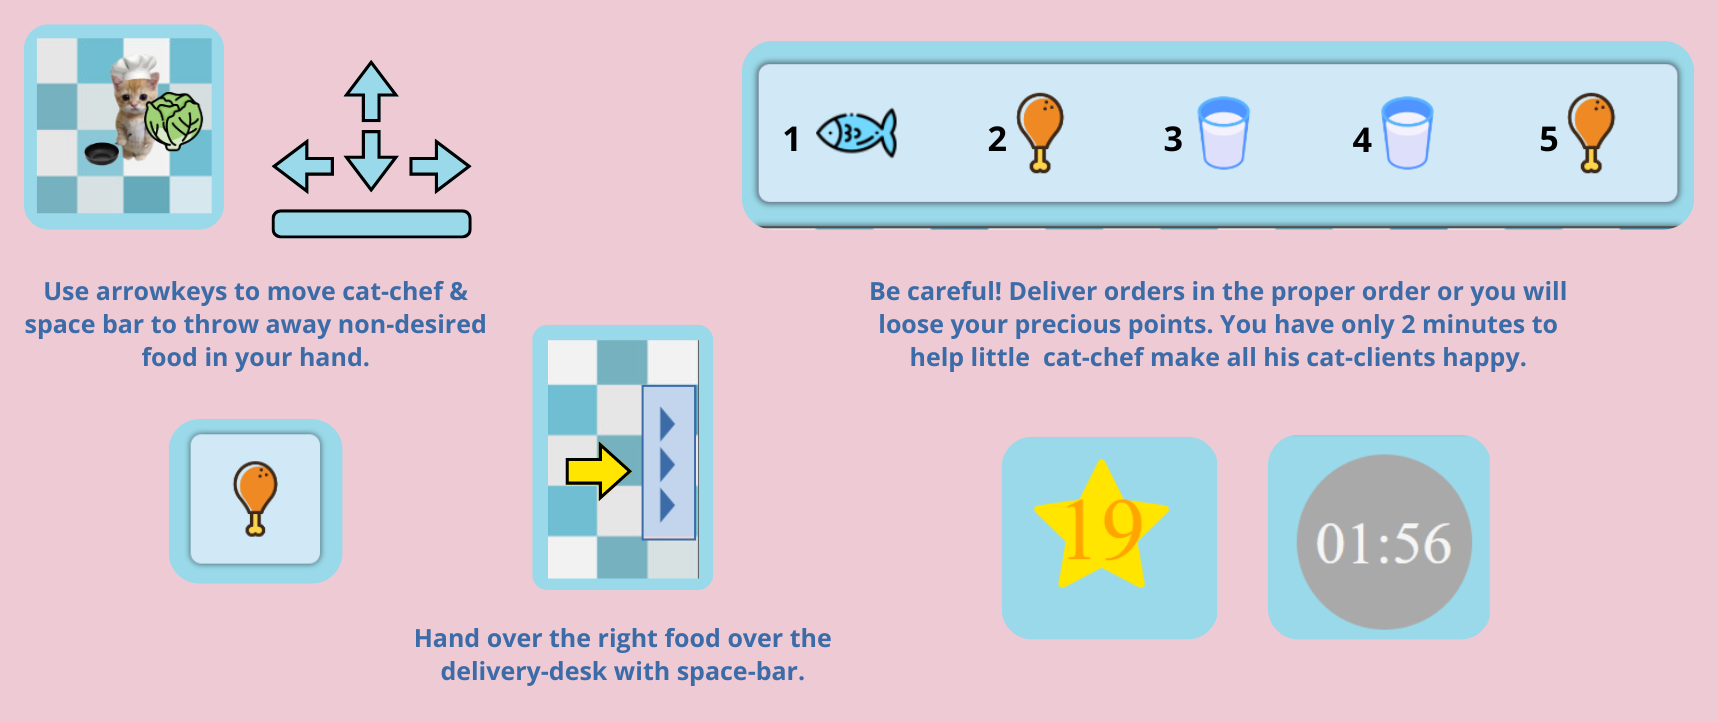 1 2 3 4 5
Use arrowkeys to move cat-chef &
space bar to throw away non-desired
food in your hand.
Be careful! Deliver orders in the proper order or you will
loose your precious points. You have only 2 minutes to
help little  cat-chef make all his cat-clients happy.
19
01:56
Hand over the right food over the
delivery-desk with space-bar.